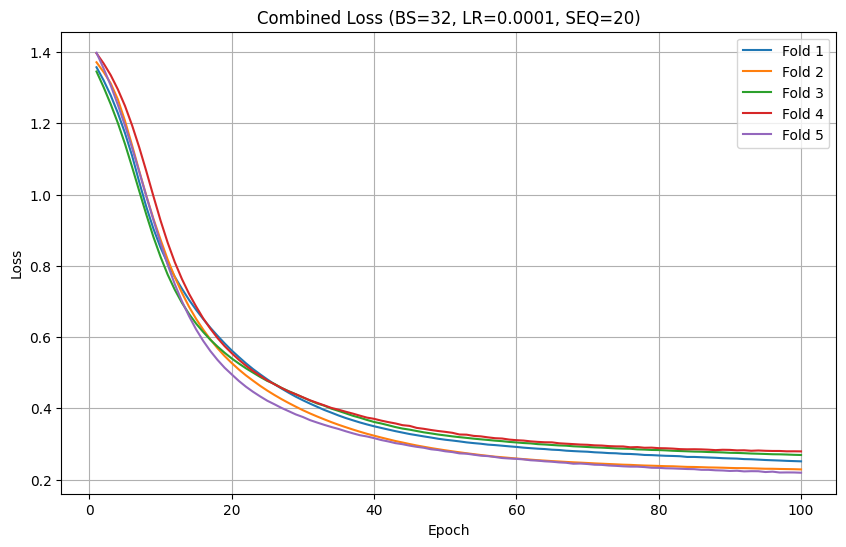 Combined Loss (BS=32, LR=0.0001, SEQ=20)
Loss
1.4
1.2
1.0
0.8
0.6
0.4
0.2
Fold 1
Fold 2
Fold 3
Fold 4
Fold 5
0 20 40 60 80 100
Epoch